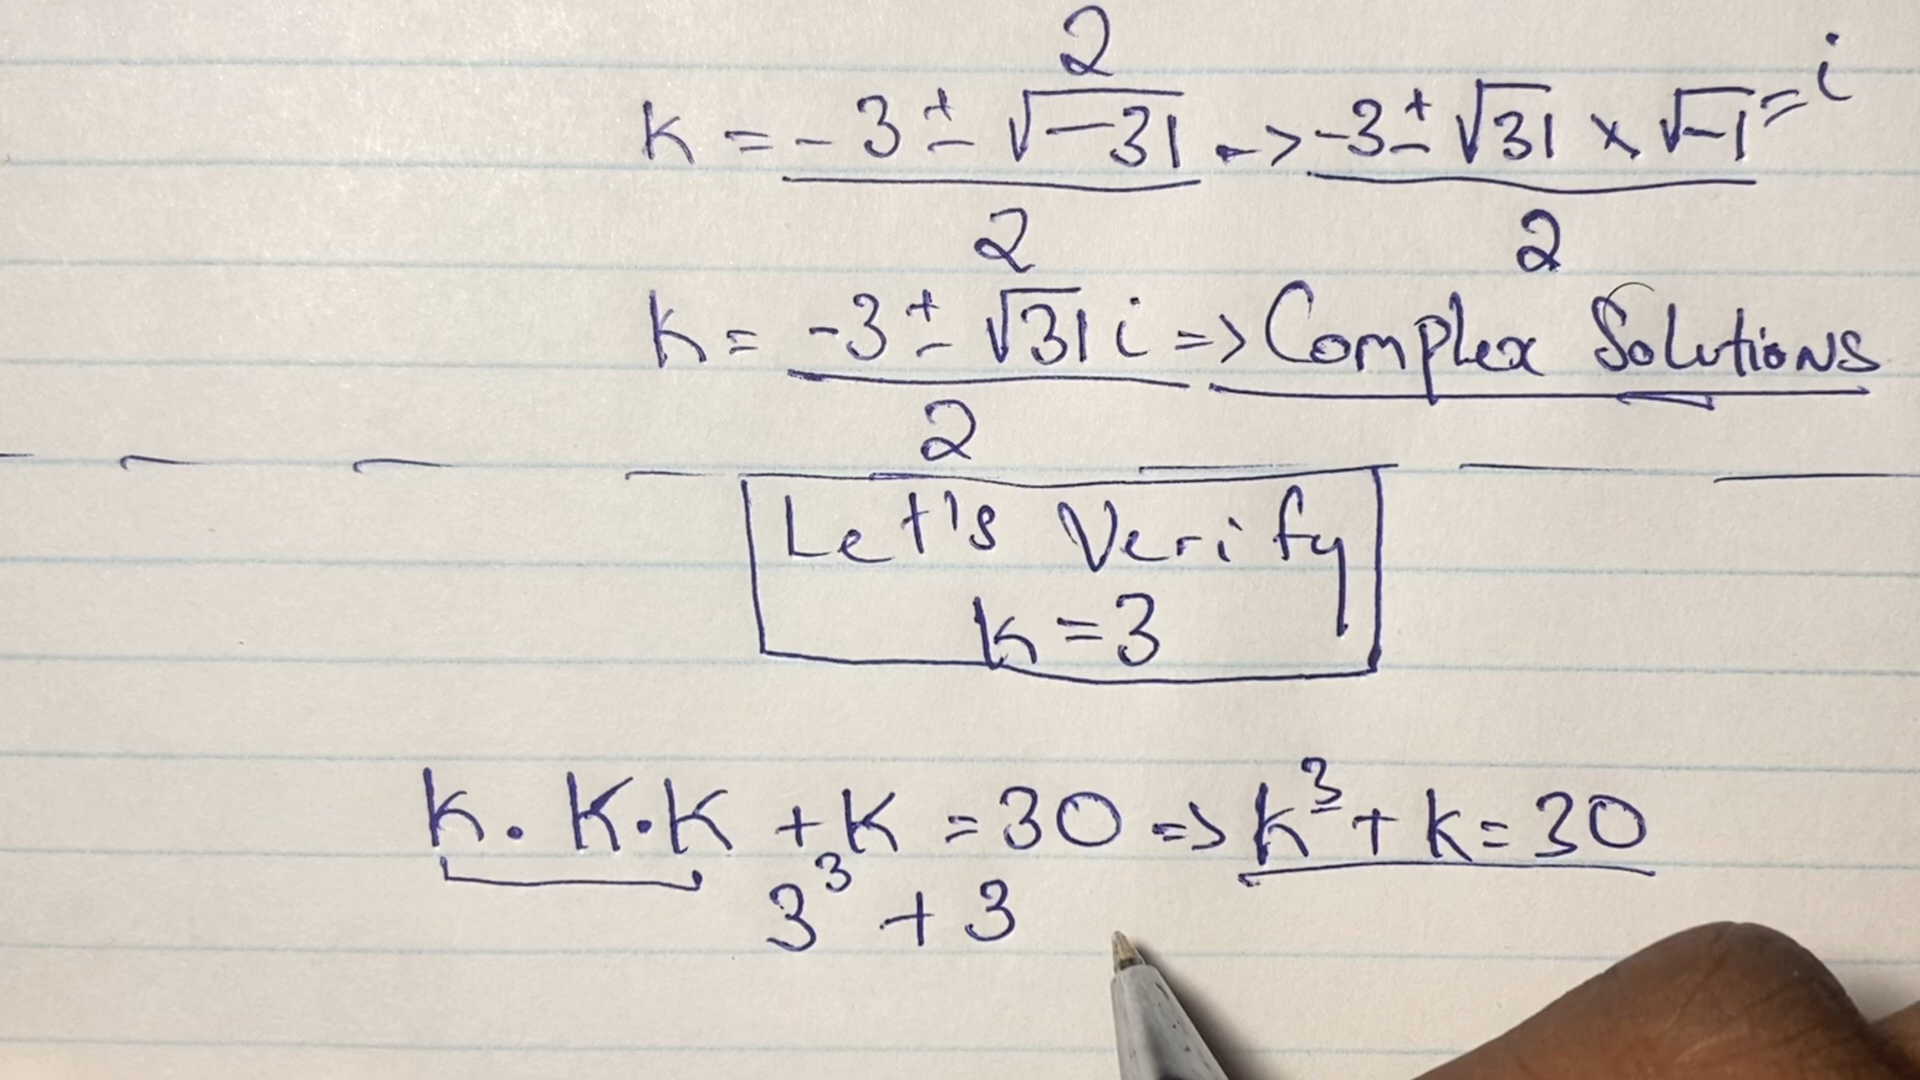 2
k = -3 ± √-31 -> -3 ± √31 × √-1 = i
2 2
k = -3 ± √31 i => Complex Solutions
2
Let's Verify
k = 3
k . k . k + k = 30 => k³ + k = 30
3³ + 3